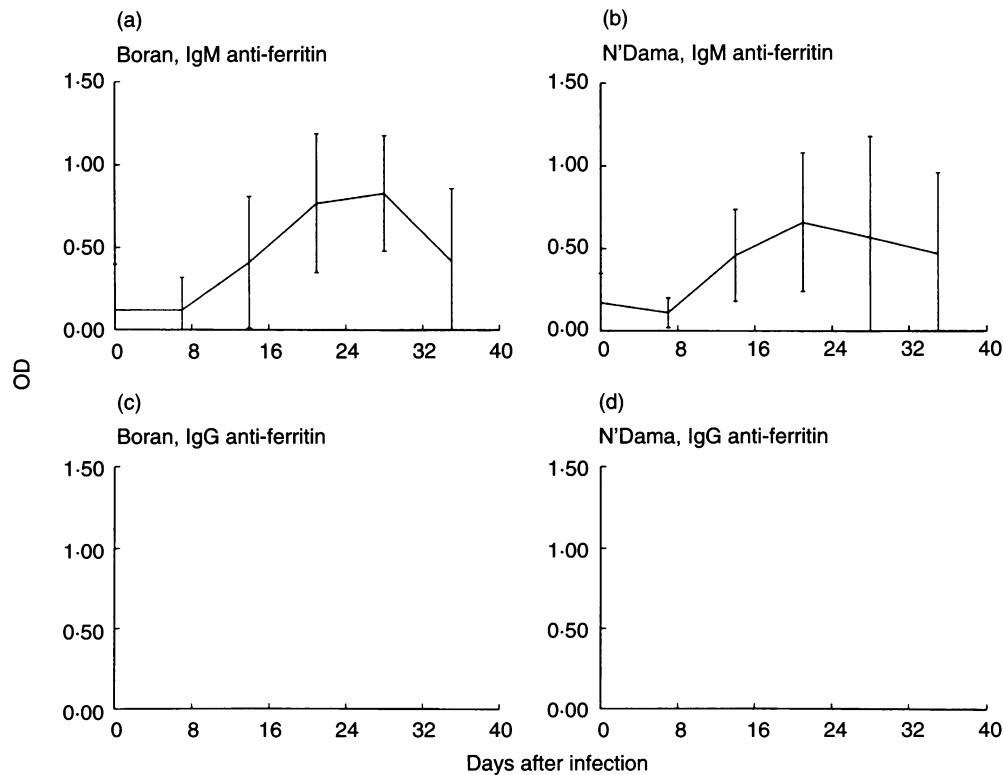 (a)
Boran, IgM anti-ferritin
1·50
1·00
0·50
0·00
0 8 16 24 32 40
(b)
N'Dama, IgM anti-ferritin
1·50
1·00
0·50
0·00
0 8 16 24 32 40
OD
(c)
Boran, IgG anti-ferritin
1·50
1·00
0·50
0·00
0 8 16 24 32 40
(d)
N'Dama, IgG anti-ferritin
1·50
1·00
0·50
0·00
0 8 16 24 32 40
Days after infection